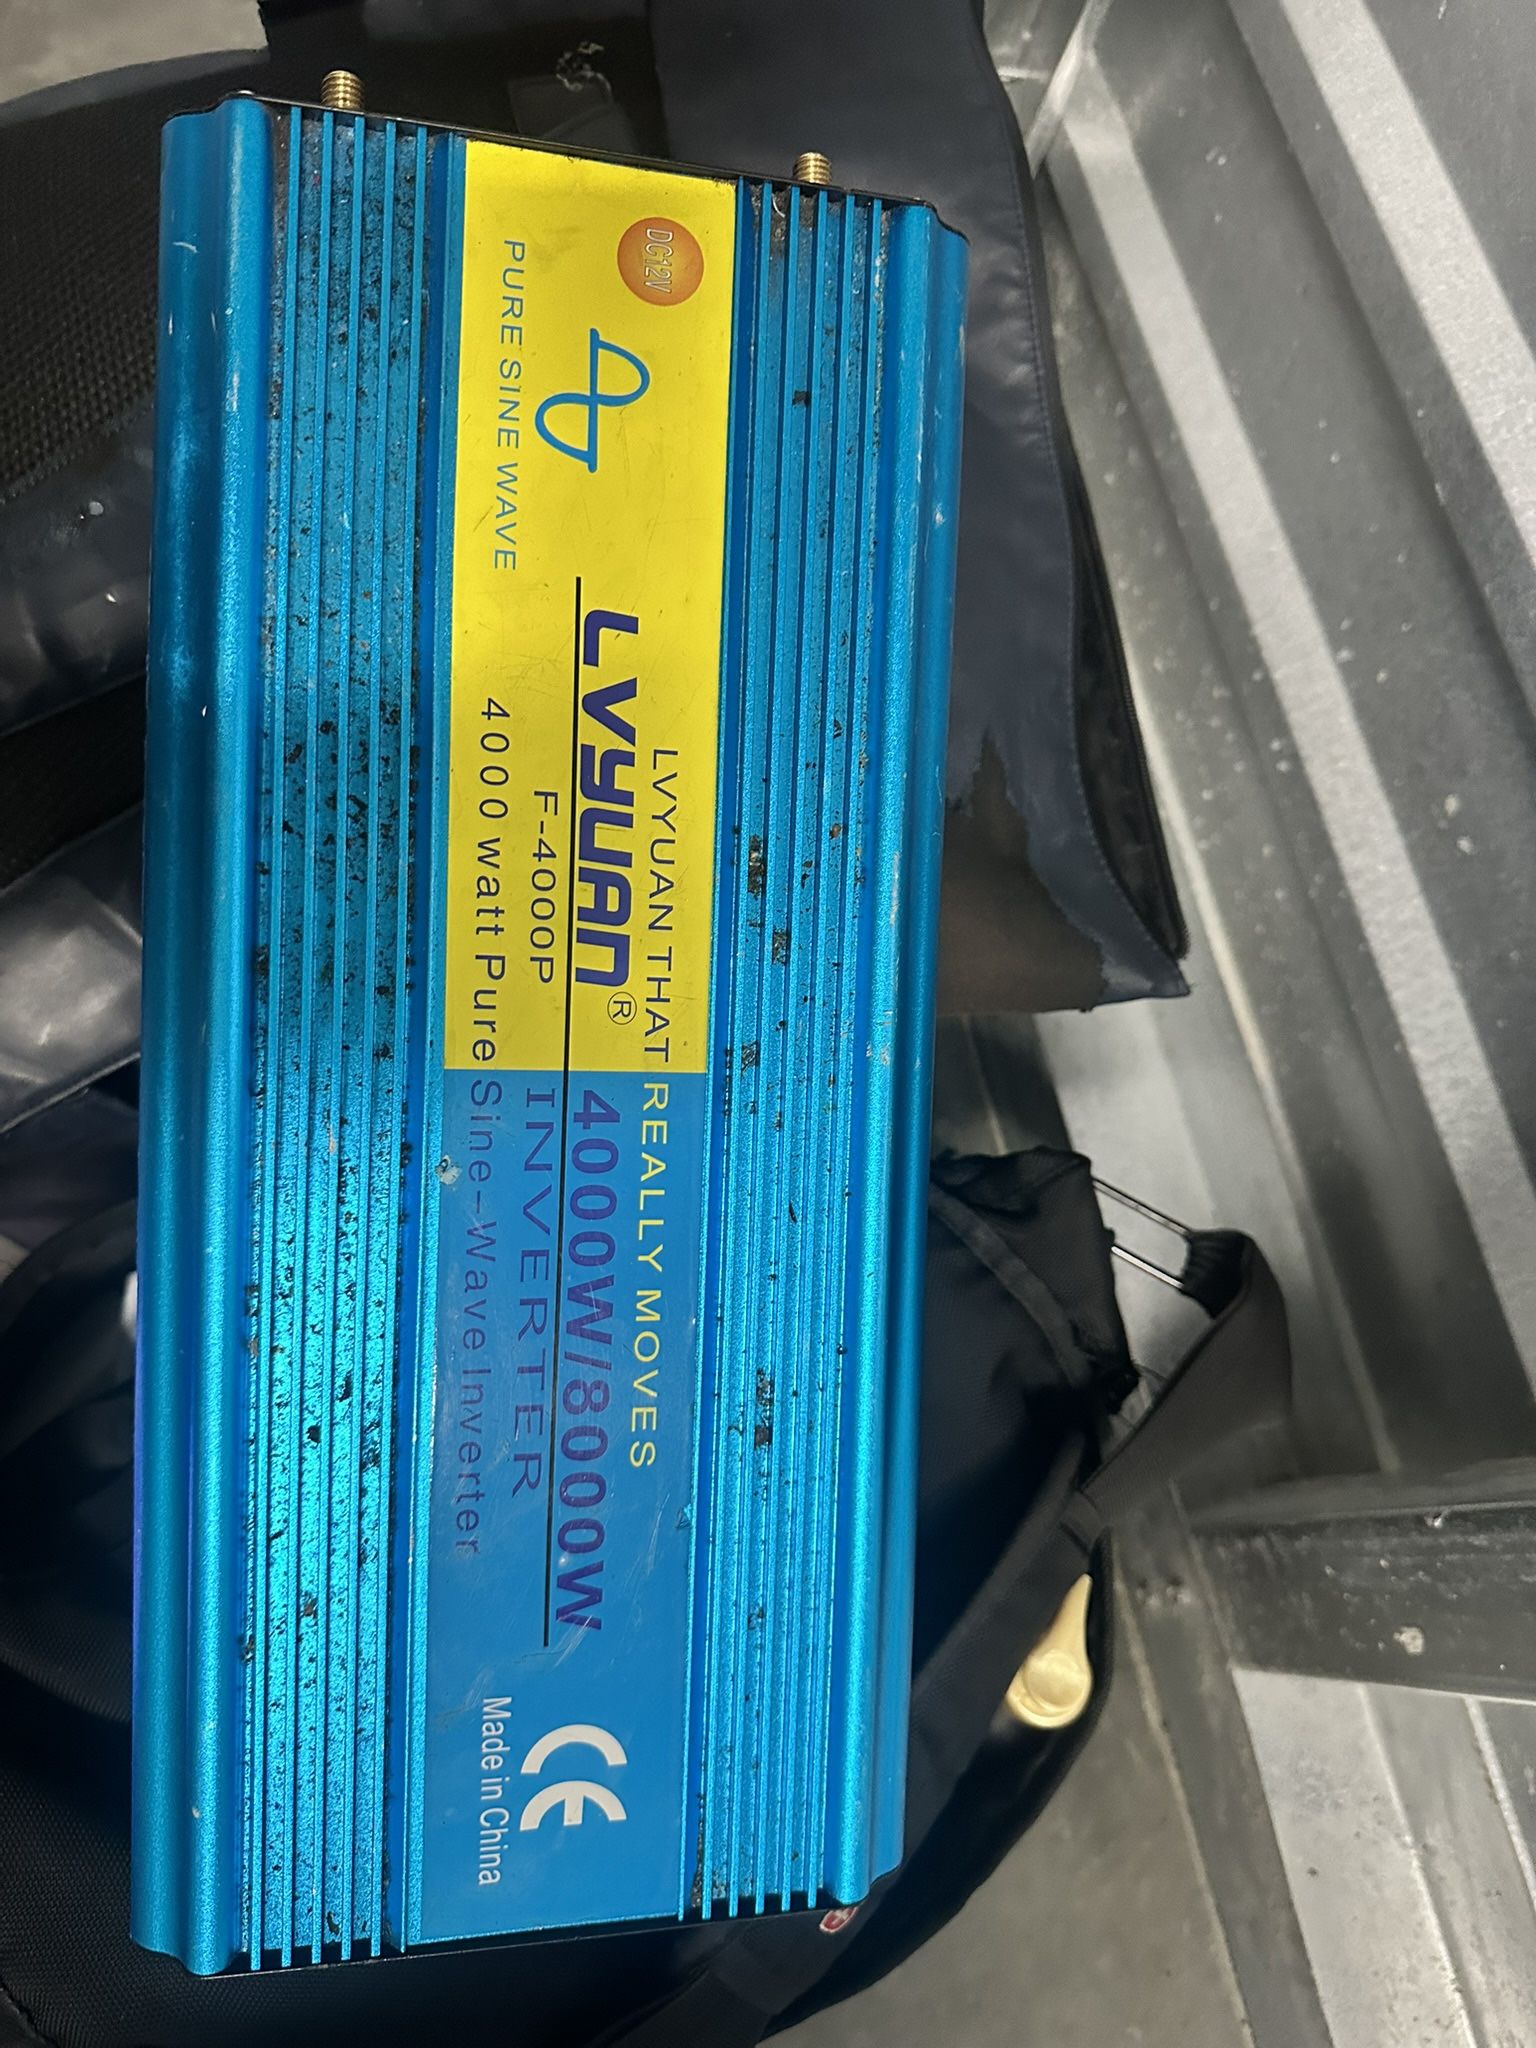 DC12V
PURE SINE WAVE
LVYUAN THAT REALLY MOVES
LVYUAN® 4000W/8000W
F-4000P INVERTER
4000 watt Pure Sine-Wave Inverter
CE
Made in China